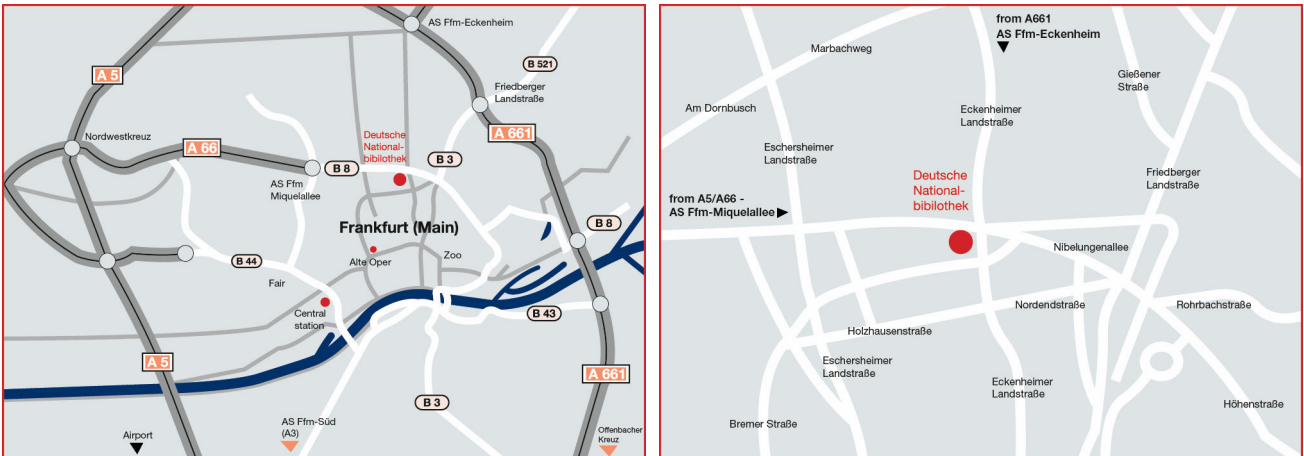 AS Ffm-Eckenheim
B 521
A 5
Friedberger
Landstraße
Nordwestkreuz
A 66
Deutsche
National-
bibliothek
A 661
B 3
B 8
AS Ffm
Miquelallee
Frankfurt (Main)
B 8
Alte Oper
Zoo
B 44
Fair
Central
station
B 43
A 5
A 661
B 3
AS Ffm-Süd
(A3)
Airport
Offenbacher
Kreuz
from A661
AS Ffm-Eckenheim
Marbachweg
Gießener
Straße
Am Dornbusch
Eckenheimer
Landstraße
Eschersheimer
Landstraße
Friedberger
Landstraße
Deutsche
National-
bibliothek
from A5/A66 -
AS Ffm-Miquelallee
Nibelungenallee
Nordendstraße
Rohrbachstraße
Holzhausenstraße
Eschersheimer
Landstraße
Eckenheimer
Landstraße
Höhenstraße
Bremer Straße